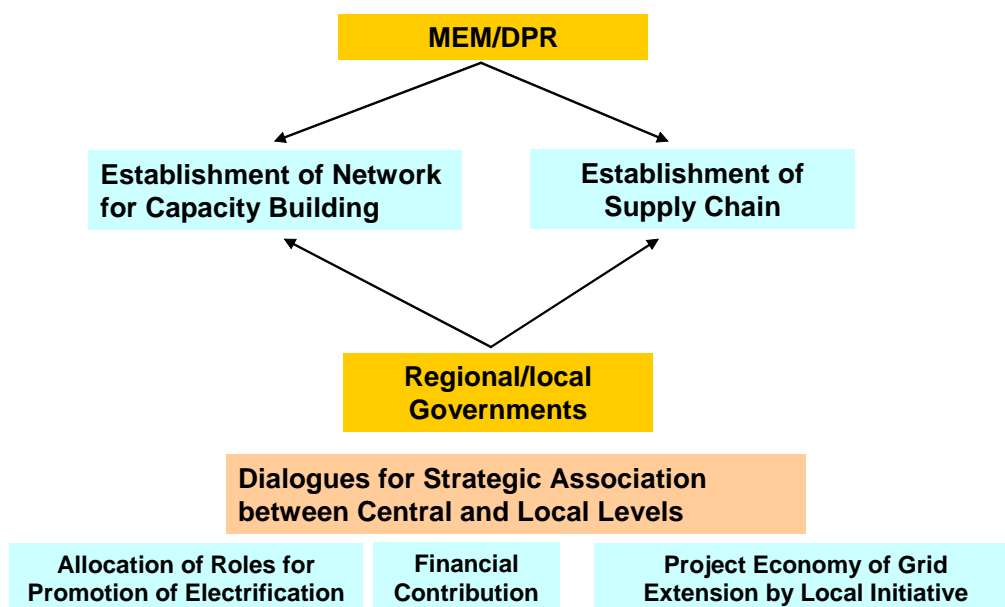 MEM/DPR
Establishment of Network
for Capacity Building
Establishment of
Supply Chain
Regional/local
Governments
Dialogues for Strategic Association
between Central and Local Levels
Allocation of Roles for
Promotion of Electrification
Financial
Contribution
Project Economy of Grid
Extension by Local Initiative